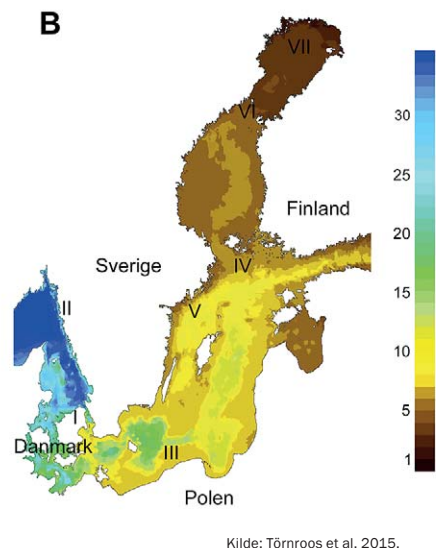 B
VII
VI
Finland
IV
Sverige
II
V
I
Danmark
III
Polen
30
25
20
15
10
5
1
Kilde: Törnroos et al. 2015.